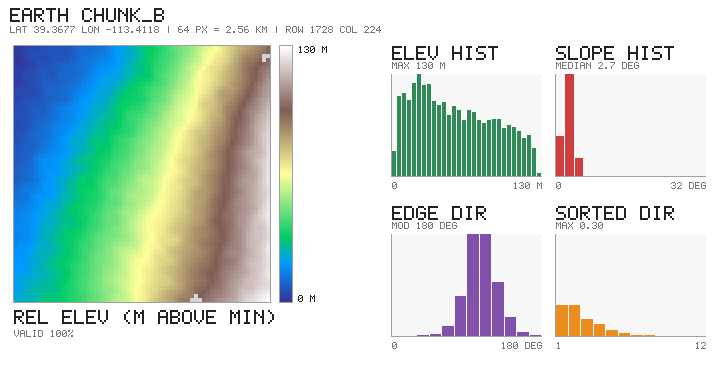 EARTH CHUNK_B
LAT 39.3677 LON -113.4118 | 64 PX = 2.56 KM | ROW 1728 COL 224
130 M
0 M
REL ELEV (M ABOVE MIN)
VALID 100%
ELEV HIST
MAX 130 M
0 130 M
SLOPE HIST
MEDIAN 2.7 DEG
0 32 DEG
EDGE DIR
MOD 180 DEG
0 180 DEG
SORTED DIR
MAX 0.30
1 12